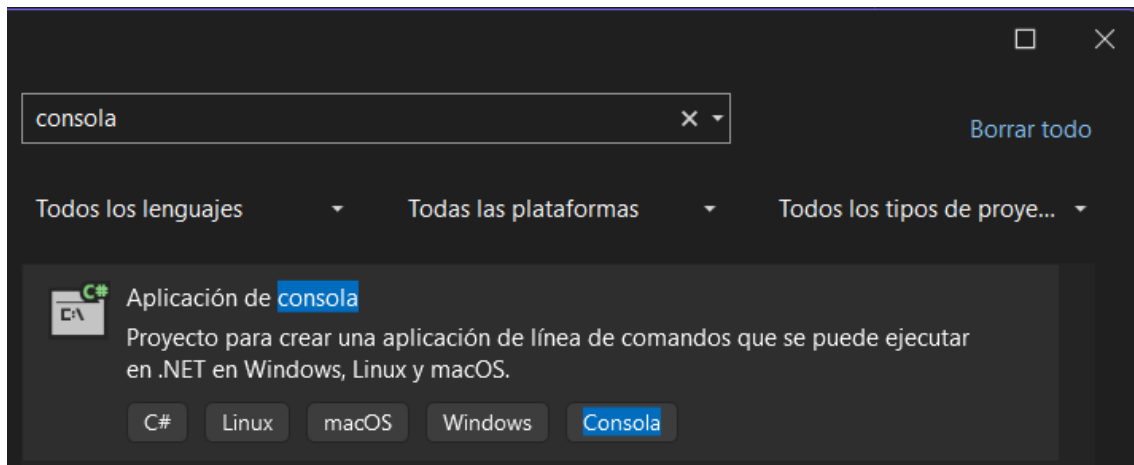 consola
Borrar todo
Todos los lenguajes
Todas las plataformas
Todos los tipos de proye...
C#
C:\
Aplicación de consola
Proyecto para crear una aplicación de línea de comandos que se puede ejecutar
en .NET en Windows, Linux y macOS.
C#
Linux
macOS
Windows
Consola